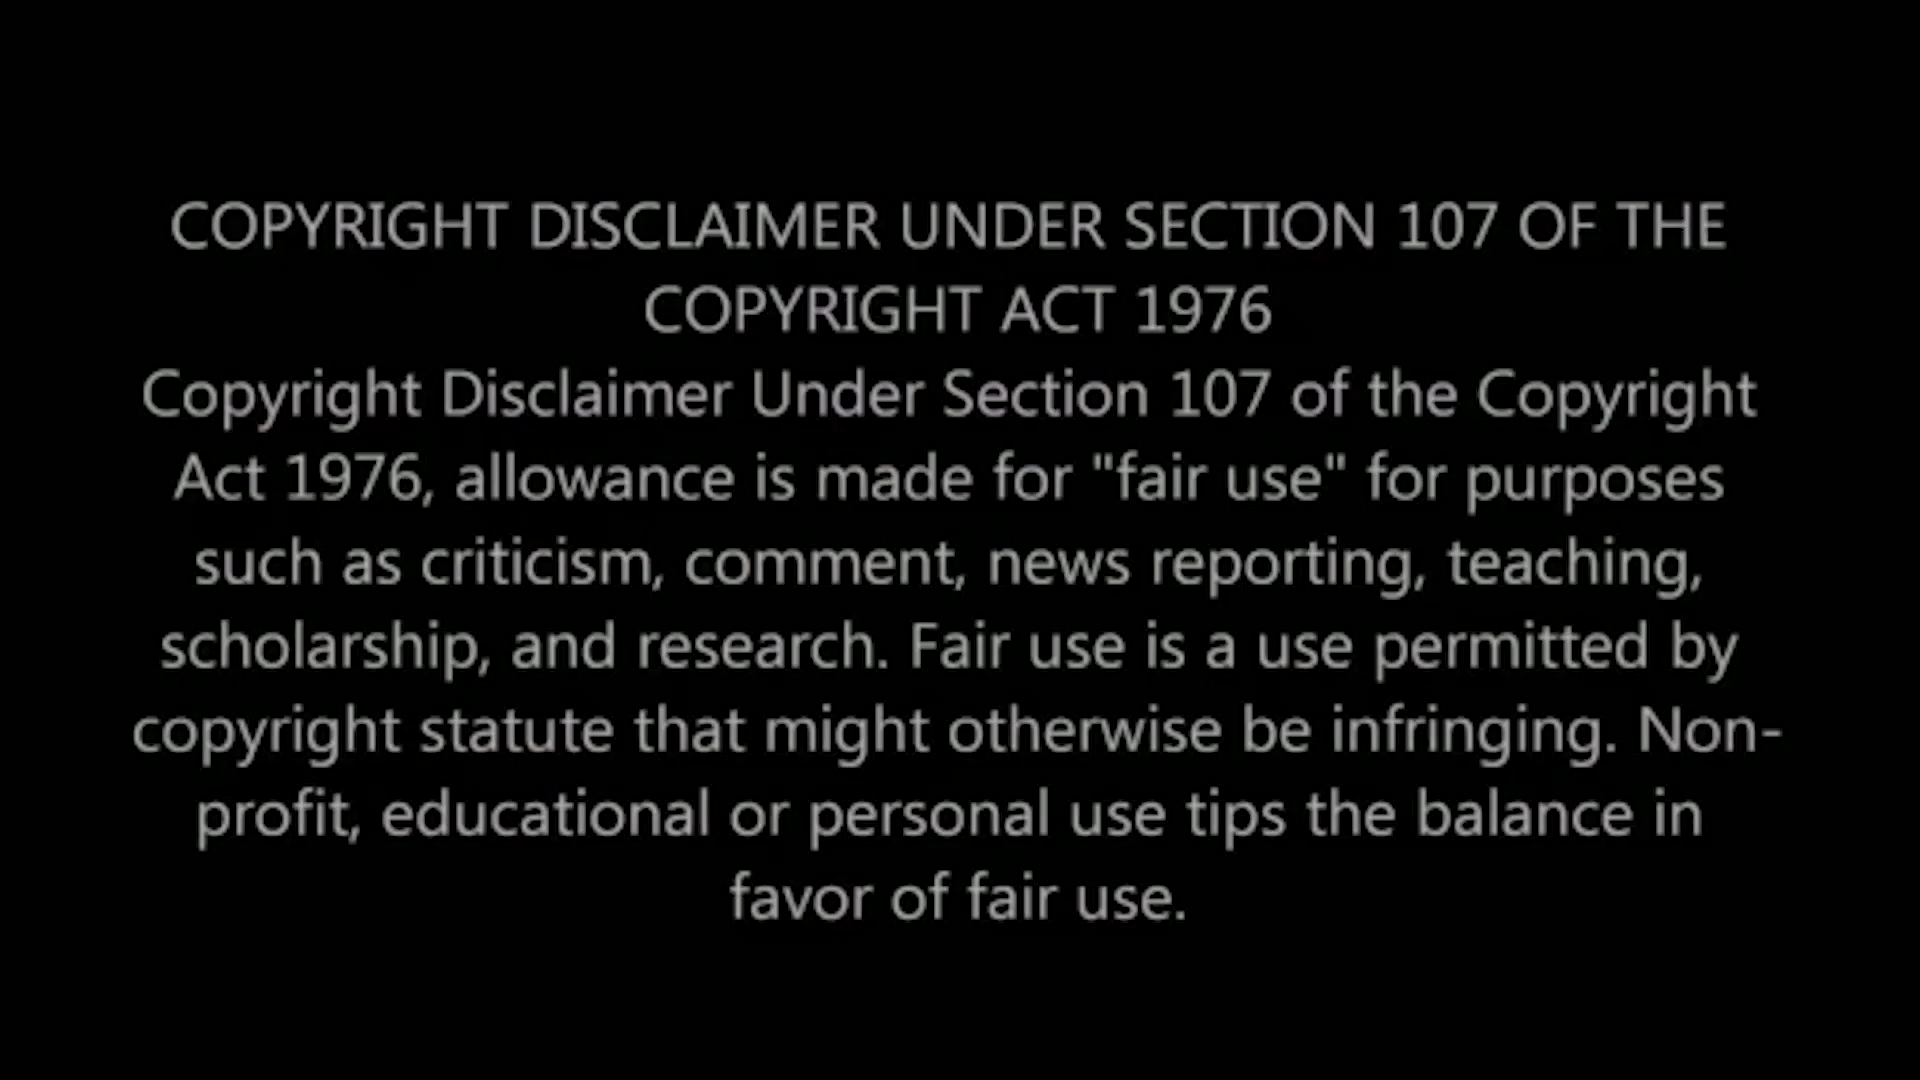 COPYRIGHT DISCLAIMER UNDER SECTION 107 OF THE
COPYRIGHT ACT 1976
Copyright Disclaimer Under Section 107 of the Copyright
Act 1976, allowance is made for "fair use" for purposes
such as criticism, comment, news reporting, teaching,
scholarship, and research. Fair use is a use permitted by
copyright statute that might otherwise be infringing. Non-
profit, educational or personal use tips the balance in
favor of fair use.